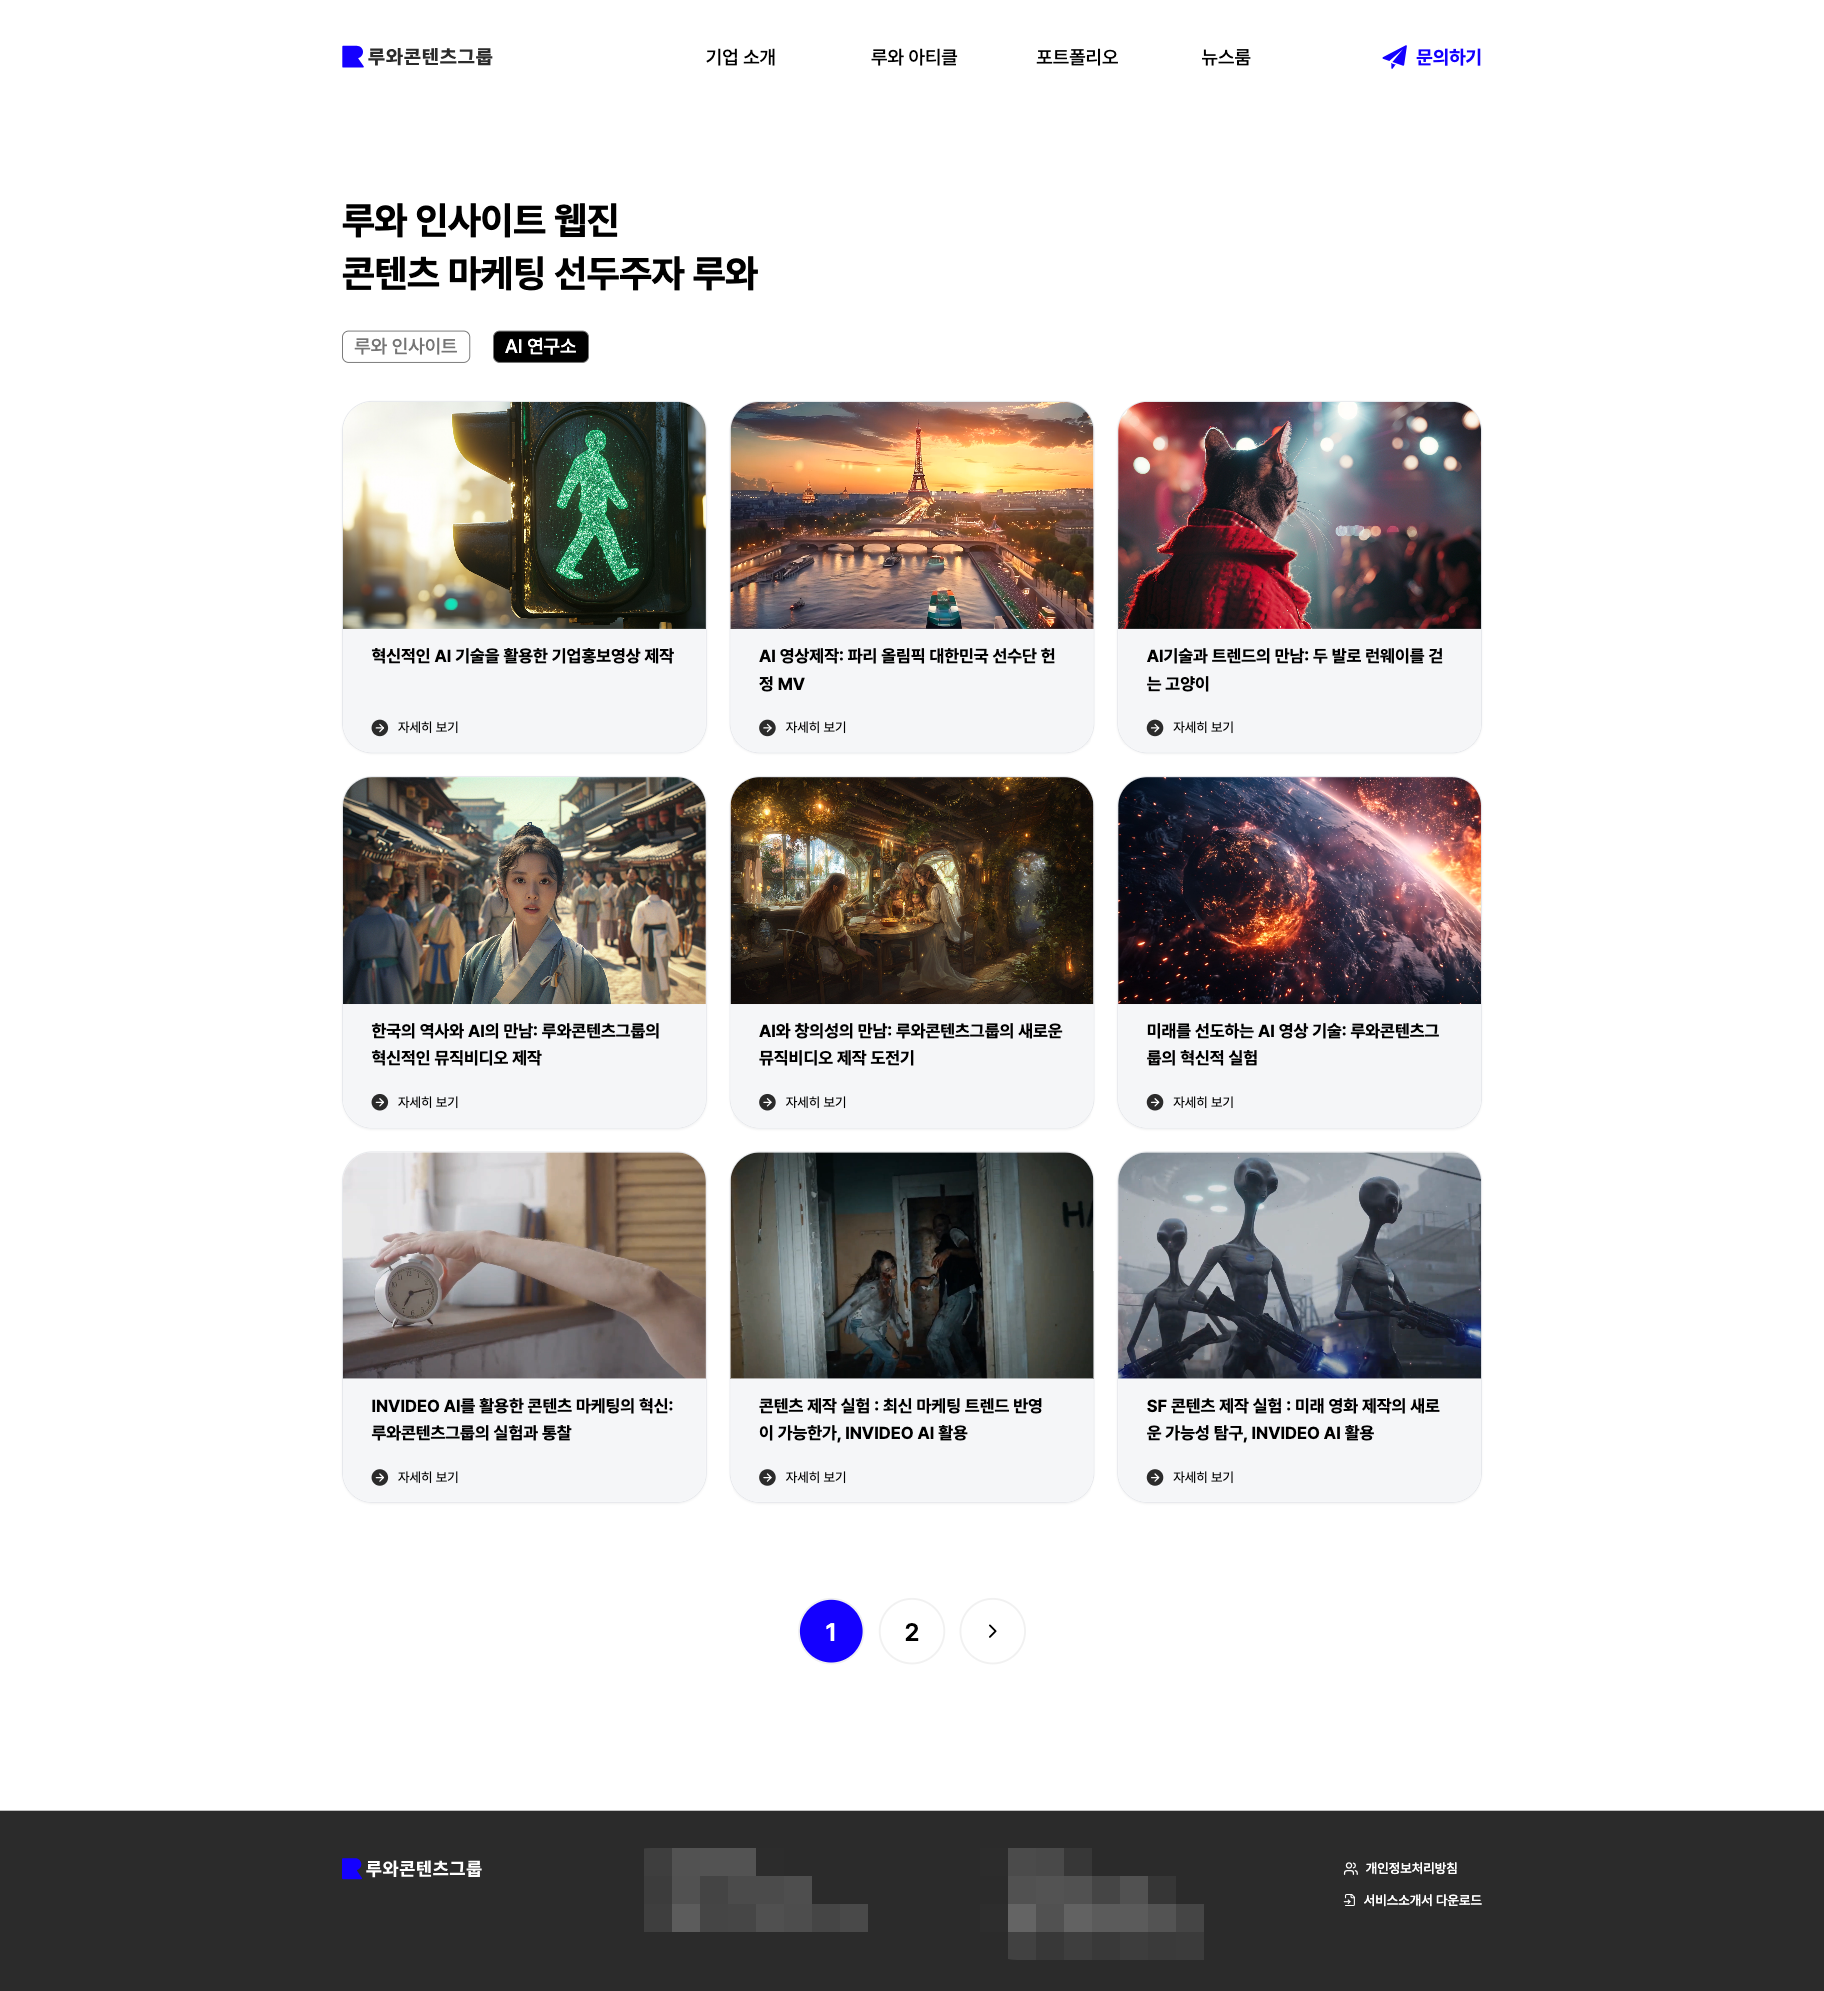 루와콘텐츠그룹
기업 소개
루와 아티클
포트폴리오
뉴스룸
문의하기
루와 인사이트 웹진
콘텐츠 마케팅 선두주자 루와
루와 인사이트
AI 연구소
혁신적인 AI 기술을 활용한 기업홍보영상 제작
자세히 보기
AI 영상제작: 파리 올림픽 대한민국 선수단 헌
정 MV
자세히 보기
AI기술과 트렌드의 만남: 두 발로 런웨이를 걷
는 고양이
자세히 보기
한국의 역사와 AI의 만남: 루와콘텐츠그룹의
혁신적인 뮤직비디오 제작
자세히 보기
AI와 창의성의 만남: 루와콘텐츠그룹의 새로운
뮤직비디오 제작 도전기
자세히 보기
미래를 선도하는 AI 영상 기술: 루와콘텐츠그
룹의 혁신적 실험
자세히 보기
INVIDEO AI를 활용한 콘텐츠 마케팅의 혁신:
루와콘텐츠그룹의 실험과 통찰
자세히 보기
콘텐츠 제작 실험 : 최신 마케팅 트렌드 반영
이 가능한가, INVIDEO AI 활용
자세히 보기
SF 콘텐츠 제작 실험 : 미래 영화 제작의 새로
운 가능성 탐구, INVIDEO AI 활용
자세히 보기
1
2
루와콘텐츠그룹
개인정보처리방침
서비스소개서 다운로드